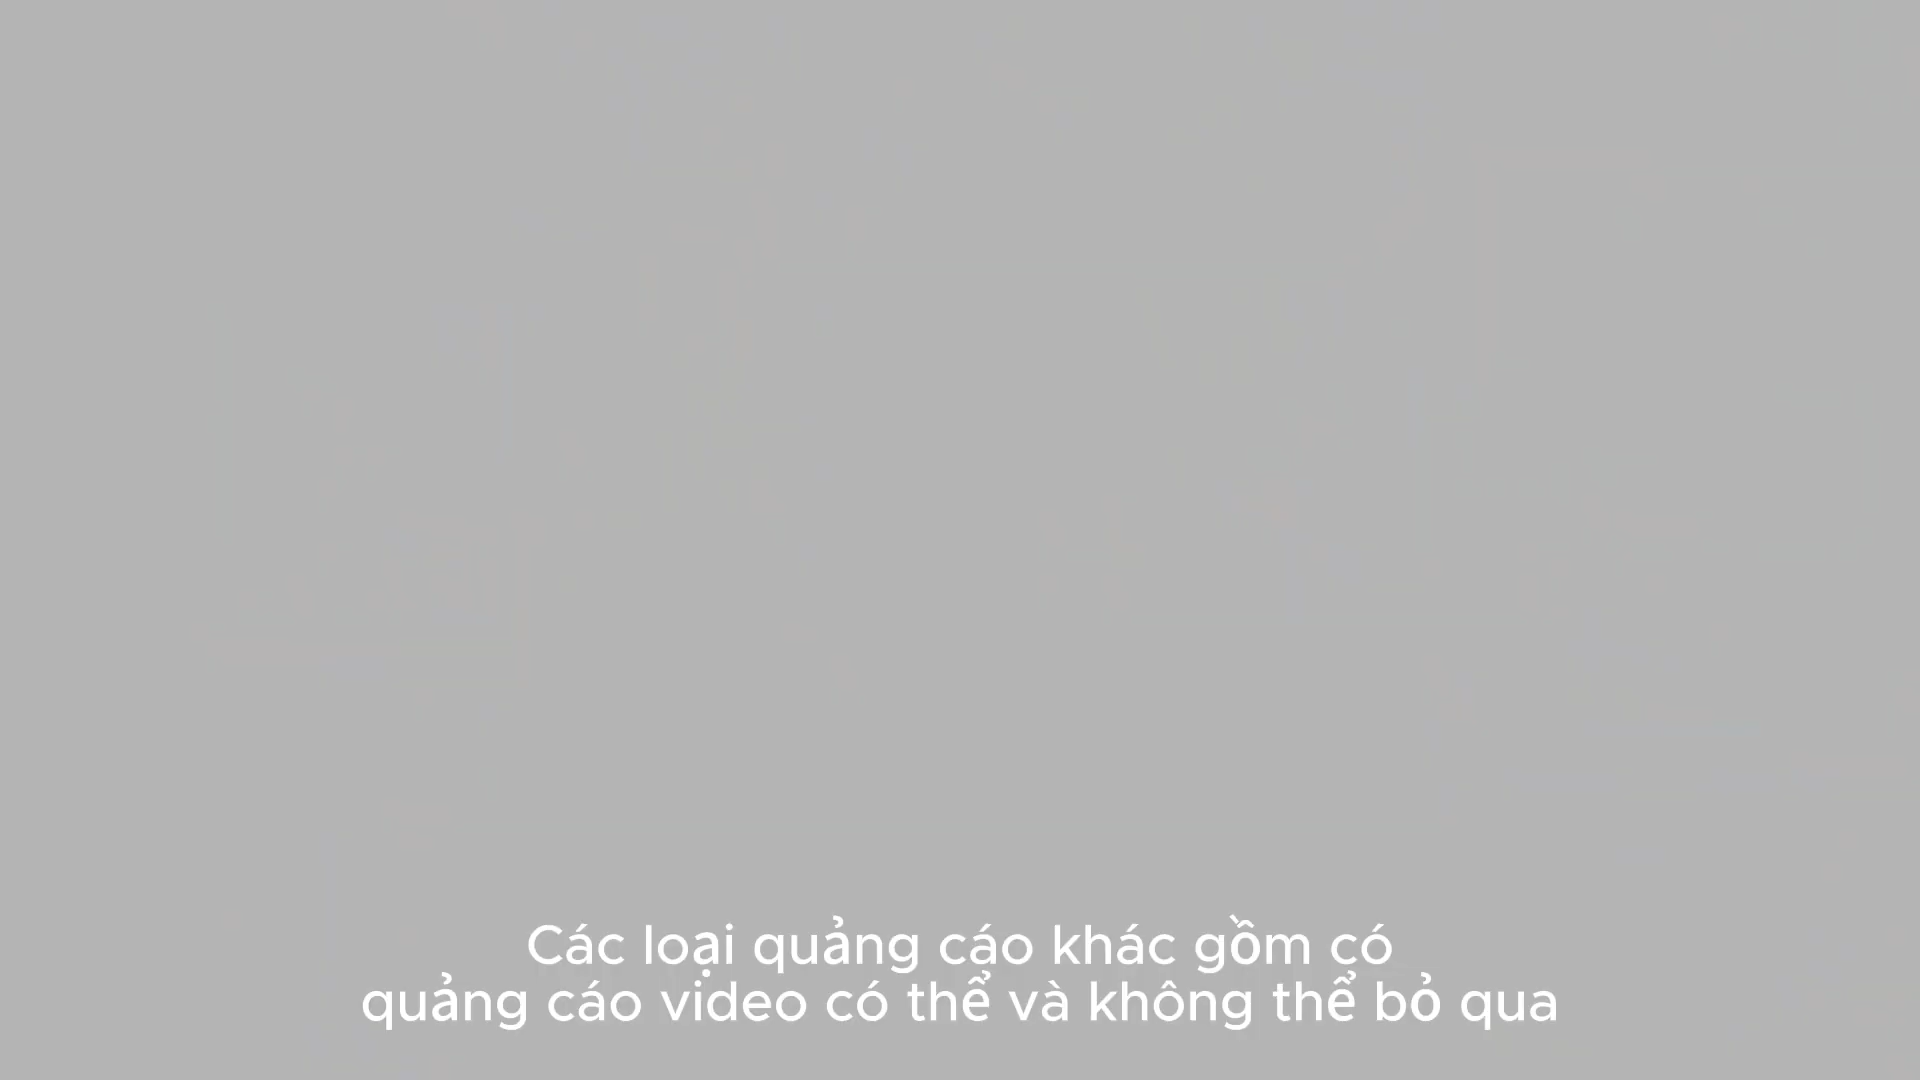 Các loại quảng cáo khác gồm có
quảng cáo video có thể và không thể bỏ qua